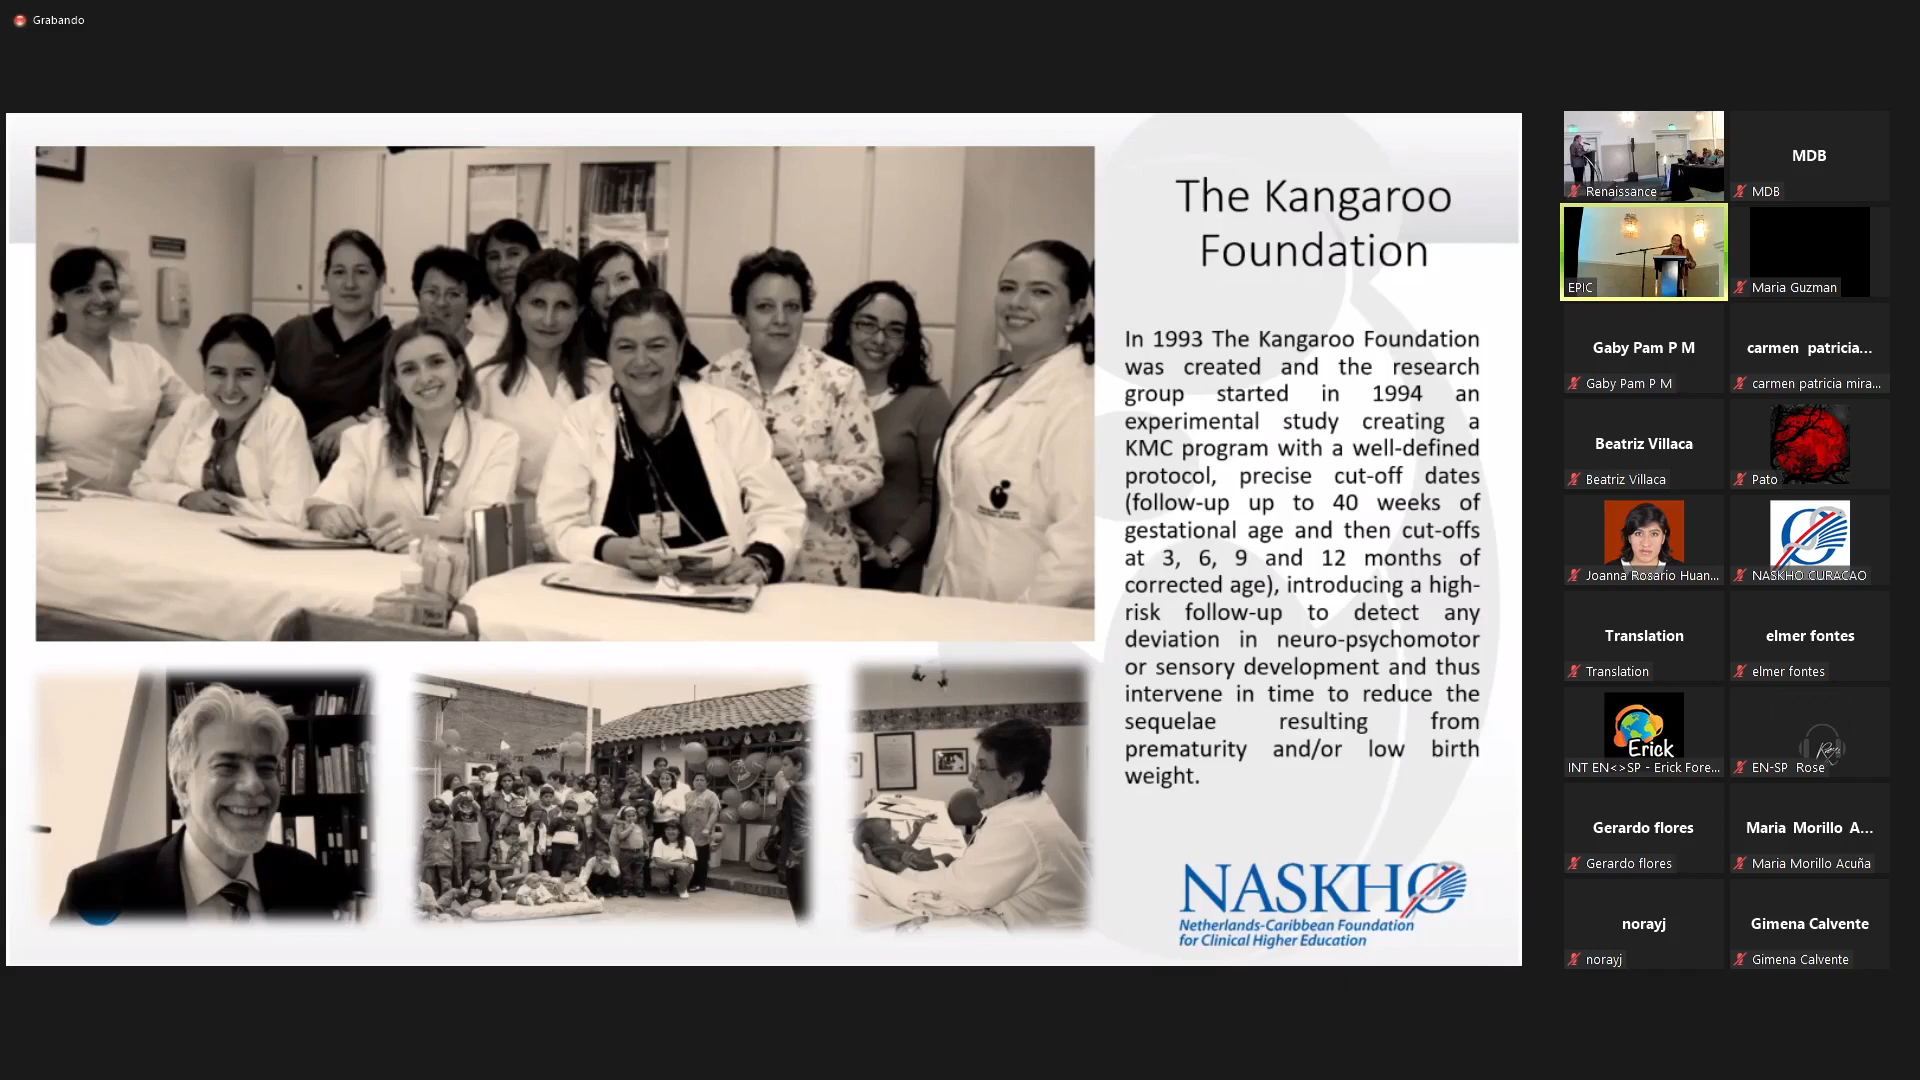 Grabando
The Kangaroo
Foundation
In 1993 The Kangaroo Foundation
was created and the research
group started in 1994 an
experimental study creating a
KMC program with a well-defined
protocol, precise cut-off dates
(follow-up up to 40 weeks of
gestational age and then cut-offs
at 3, 6, 9 and 12 months of
corrected age), introducing a high-
risk follow-up to detect any
deviation in neuro-psychomotor
or sensory development and thus
intervene in time to reduce the
sequelae resulting from
prematurity and/or low birth
weight.
NASKHO
Netherlands-Caribbean Foundation
for Clinical Higher Education
Renaissance
MDB
MDB
EPIC
Maria Guzman
Gaby Pam P M
Gaby Pam P M
carmen patricia...
carmen patricia mira...
Beatriz Villaca
Beatriz Villaca
Pato
Joanna Rosario Huan...
NASKHO CURACAO
Translation
Translation
elmer fontes
elmer fontes
Erick
INT EN<>SP - Erick Fore...
EN-SP Rose
Gerardo flores
Gerardo flores
Maria Morillo A...
Maria Morillo Acuña
norayj
norayj
Gimena Calvente
Gimena Calvente